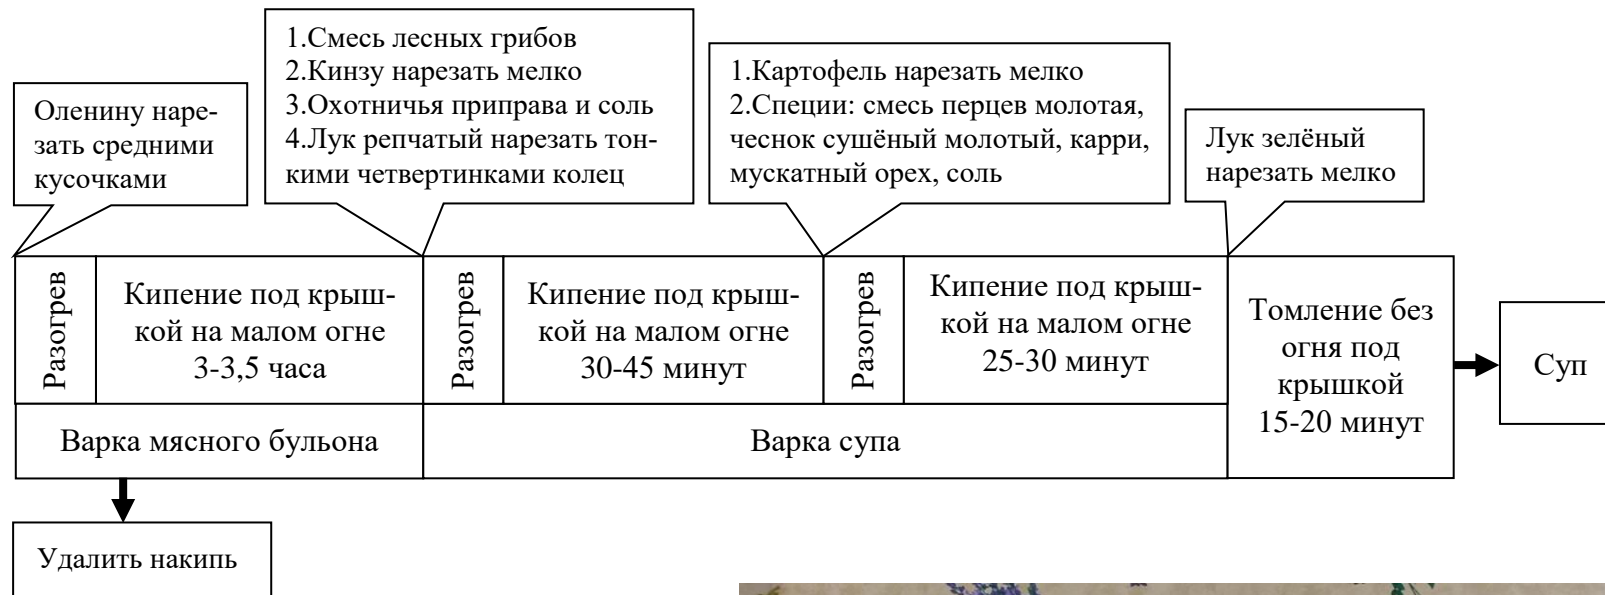 Оленину наре-
зать средними
кусочками
1.Смесь лесных грибов
2.Кинзу нарезать мелко
3.Охотничья приправа и соль
4.Лук репчатый нарезать тон-
кими четвертинками колец
1.Картофель нарезать мелко
2.Специи: смесь перцев молотая,
чеснок сушёный молотый, карри,
мускатный орех, соль
Лук зелёный
нарезать мелко
Разогрев
Кипение под крыш-
кой на малом огне
3-3,5 часа
Разогрев
Кипение под крыш-
кой на малом огне
30-45 минут
Разогрев
Кипение под крыш-
кой на малом огне
25-30 минут
Томление без
огня под
крышкой
15-20 минут
Суп
Варка мясного бульона
Варка супа
Удалить накипь